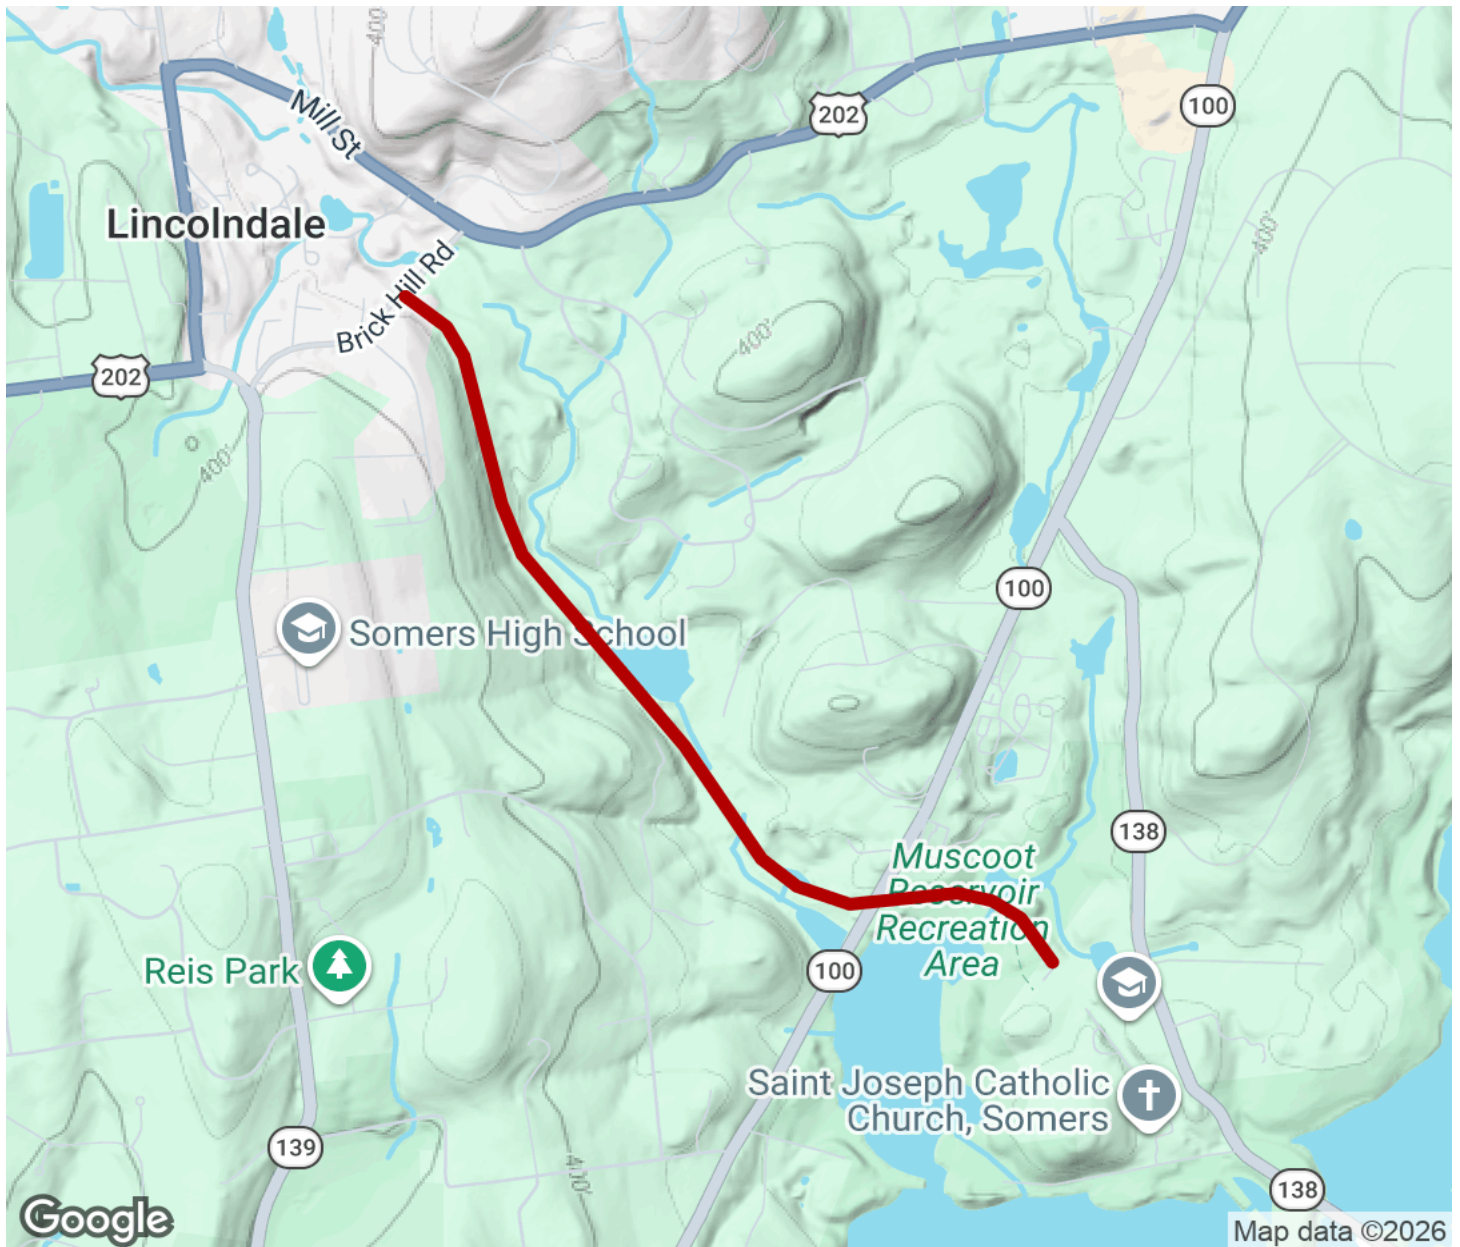 400'
Mill St
202
100
Lincolndale
Brick Hill Rd
400'
400'
202
400'
100
Somers High School
138
Muscoot
Reservoir
Recreation
Area
Reis Park
100
Saint Joseph Catholic
Church, Somers
139
400'
138
Google
Map data ©2026